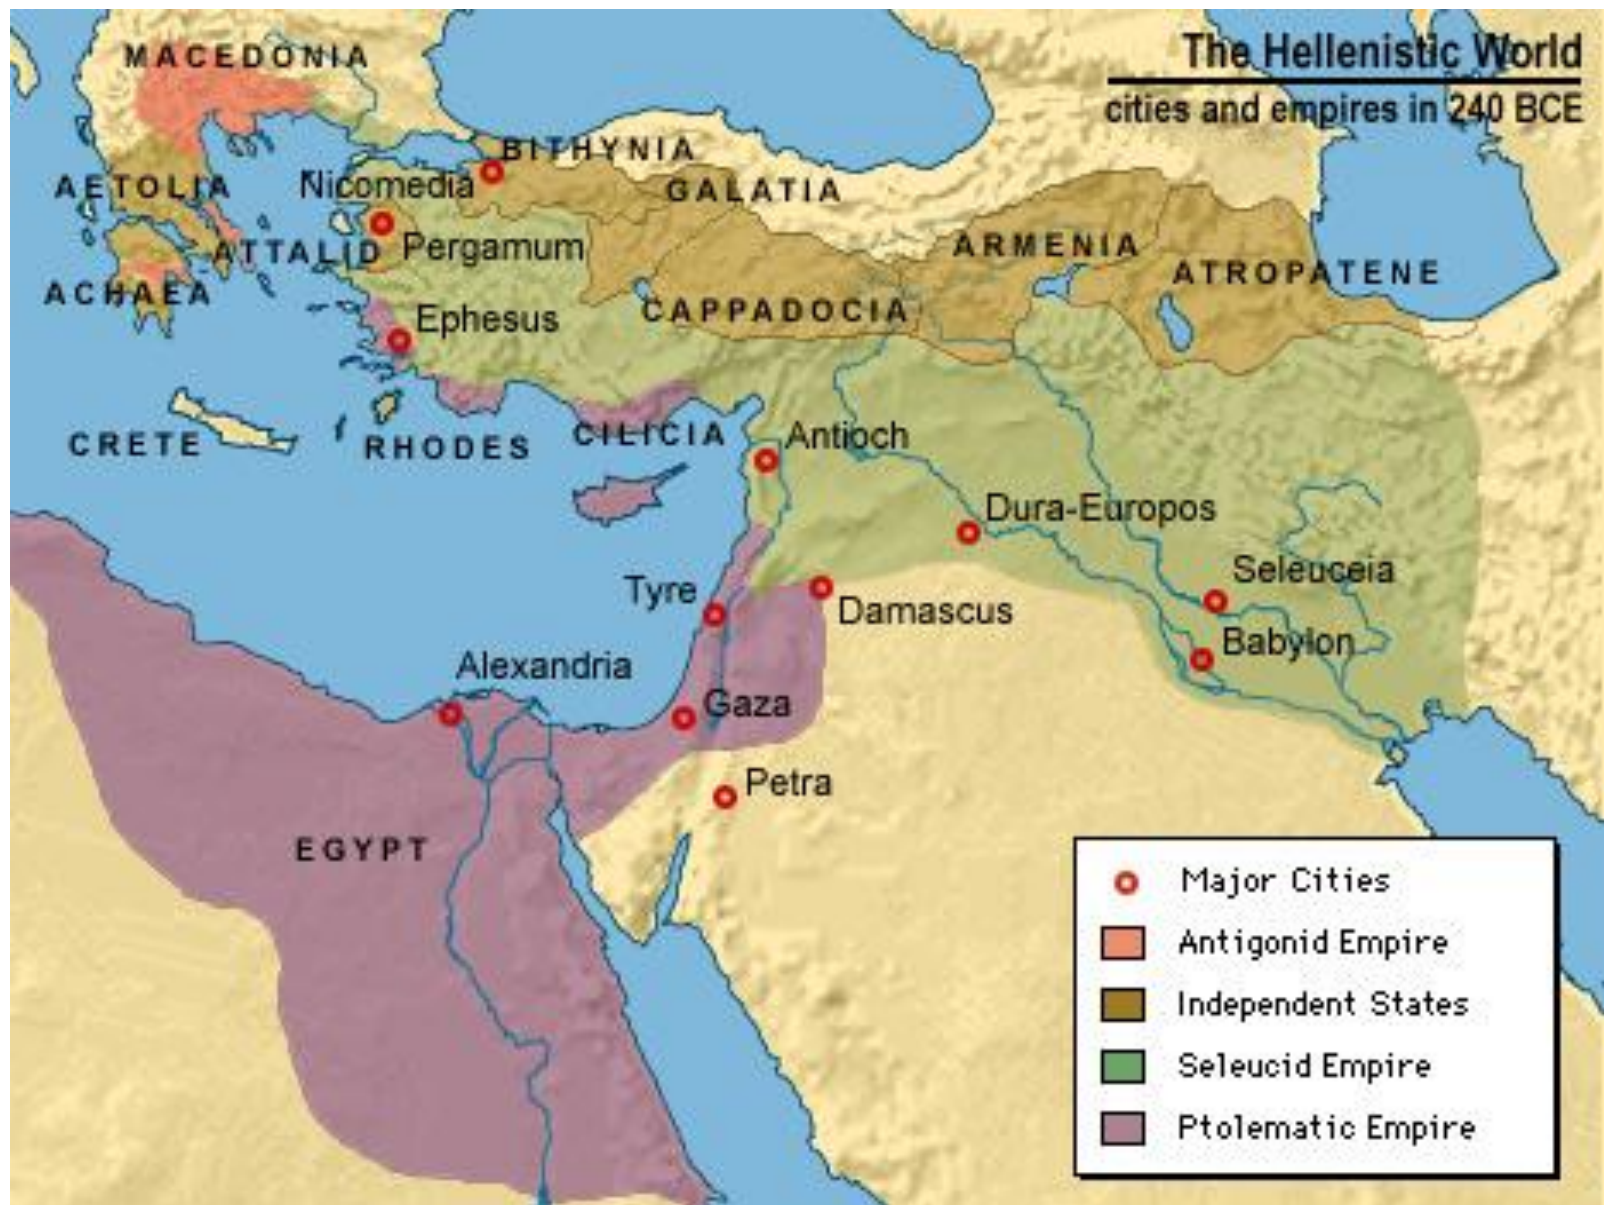 The Hellenistic World
cities and empires in 240 BCE
MACEDONIA
BITHYNIA
AETOLIA
Nicomedia
GALATIA
ATTALID
Pergamum
ARMENIA
ATROPATENE
ACHAEA
CAPPADOCIA
Ephesus
CRETE
RHODES
CILICIA
Antioch
Dura-Europos
Seleuceia
Tyre
Damascus
Babylon
Alexandria
Gaza
Petra
EGYPT
Major Cities
Antigonid Empire
Independent States
Seleucid Empire
Ptolematic Empire